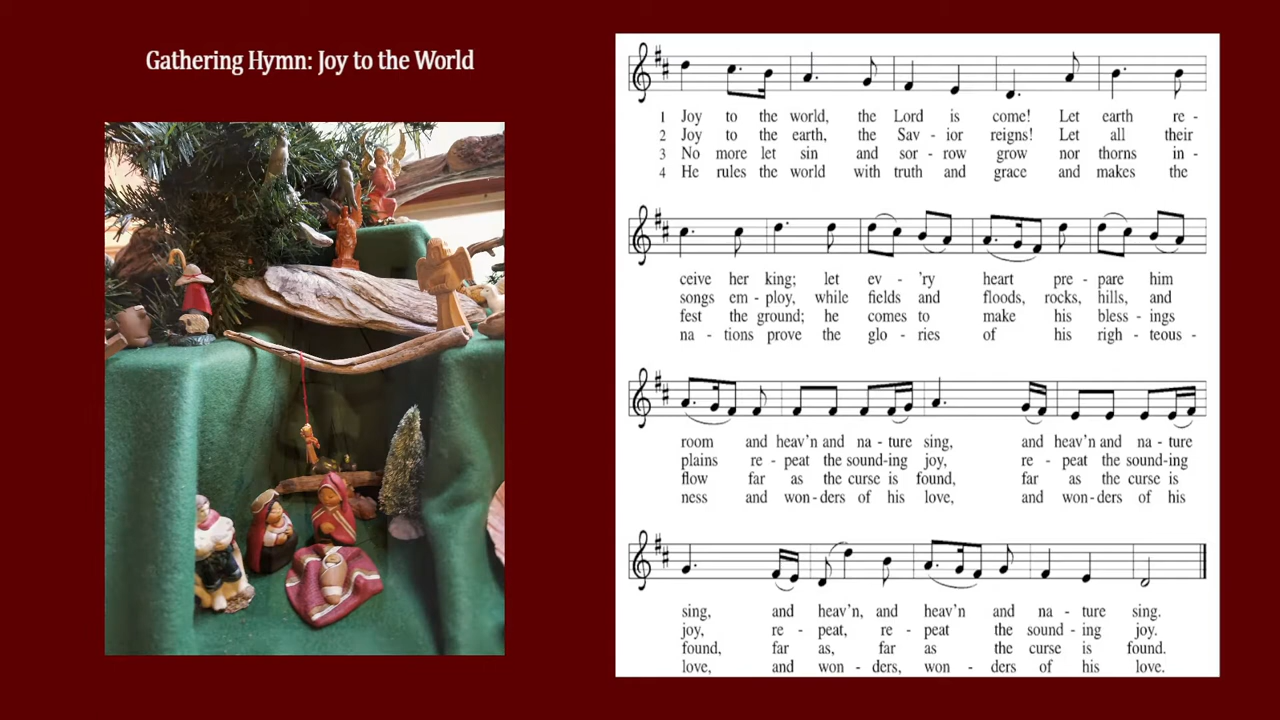 Gathering Hymn: Joy to the World
1 Joy to the world, the Lord is come! Let earth re -
2 Joy to the earth, the Sav - ior reigns! Let all their
3 No more let sin and sor - row grow nor thorns in -
4 He rules the world with truth and grace and makes the
ceive her king; let ev - 'ry heart pre - pare him
songs em - ploy, while fields and floods, rocks, hills, and
fest the ground; he comes to make his bless - ings
na - tions prove the glo - ries of his righ - teous -
room and heav'n and na - ture sing, and heav'n and na - ture
plains re - peat the sound-ing joy, re - peat the sound-ing
flow far as the curse is found, far as the curse is
ness and won - ders of his love, and won - ders of his
sing, and heav'n, and heav'n and na - ture sing.
joy, re - peat, re - peat the sound - ing joy.
found, far as, far as the curse is found.
love, and won - ders, won - ders of his love.